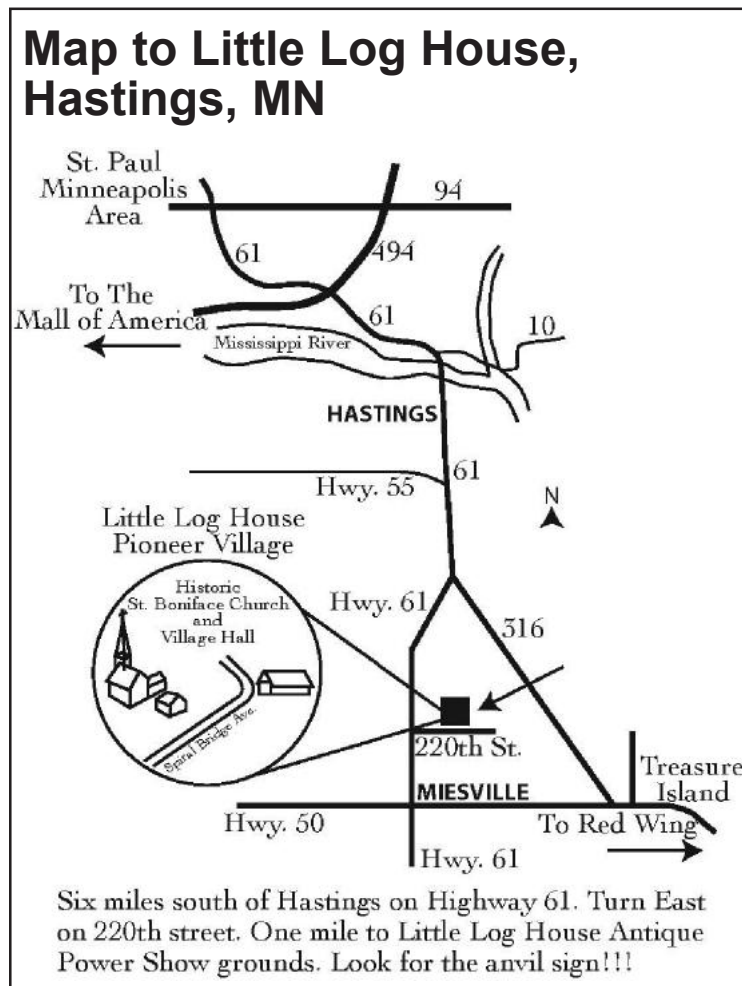 Map to Little Log House,
Hastings, MN
St. Paul
Minneapolis
Area
94
61
494
To The
Mall of America
61
10
Mississippi River
HASTINGS
61
Hwy. 55
N
Little Log House
Pioneer Village
Historic
St. Boniface Church
and
Village Hall
Spiral Bridge Ave.
Hwy. 61
316
220th St.
Treasure
Island
MIESVILLE
Hwy. 50
To Red Wing
Hwy. 61
Six miles south of Hastings on Highway 61. Turn East
on 220th street. One mile to Little Log House Antique
Power Show grounds. Look for the anvil sign!!!